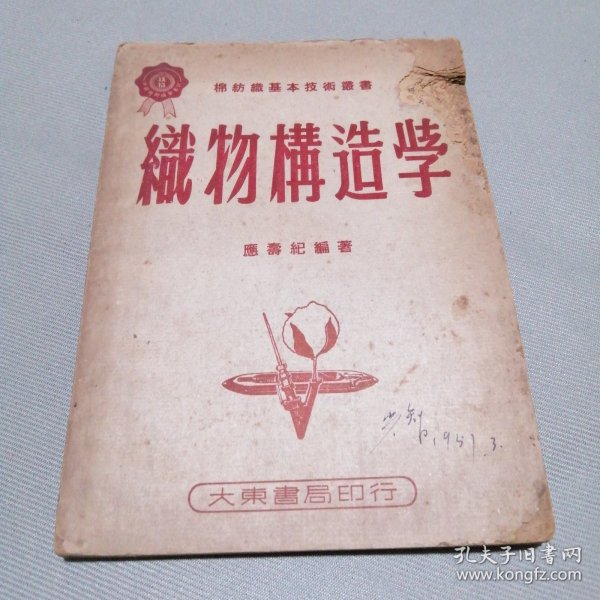 棉紡織基本技術叢書
織物構造学
應壽紀編著
1951.3.
大東書局印行
孔夫子旧书网
www.kongfz.com